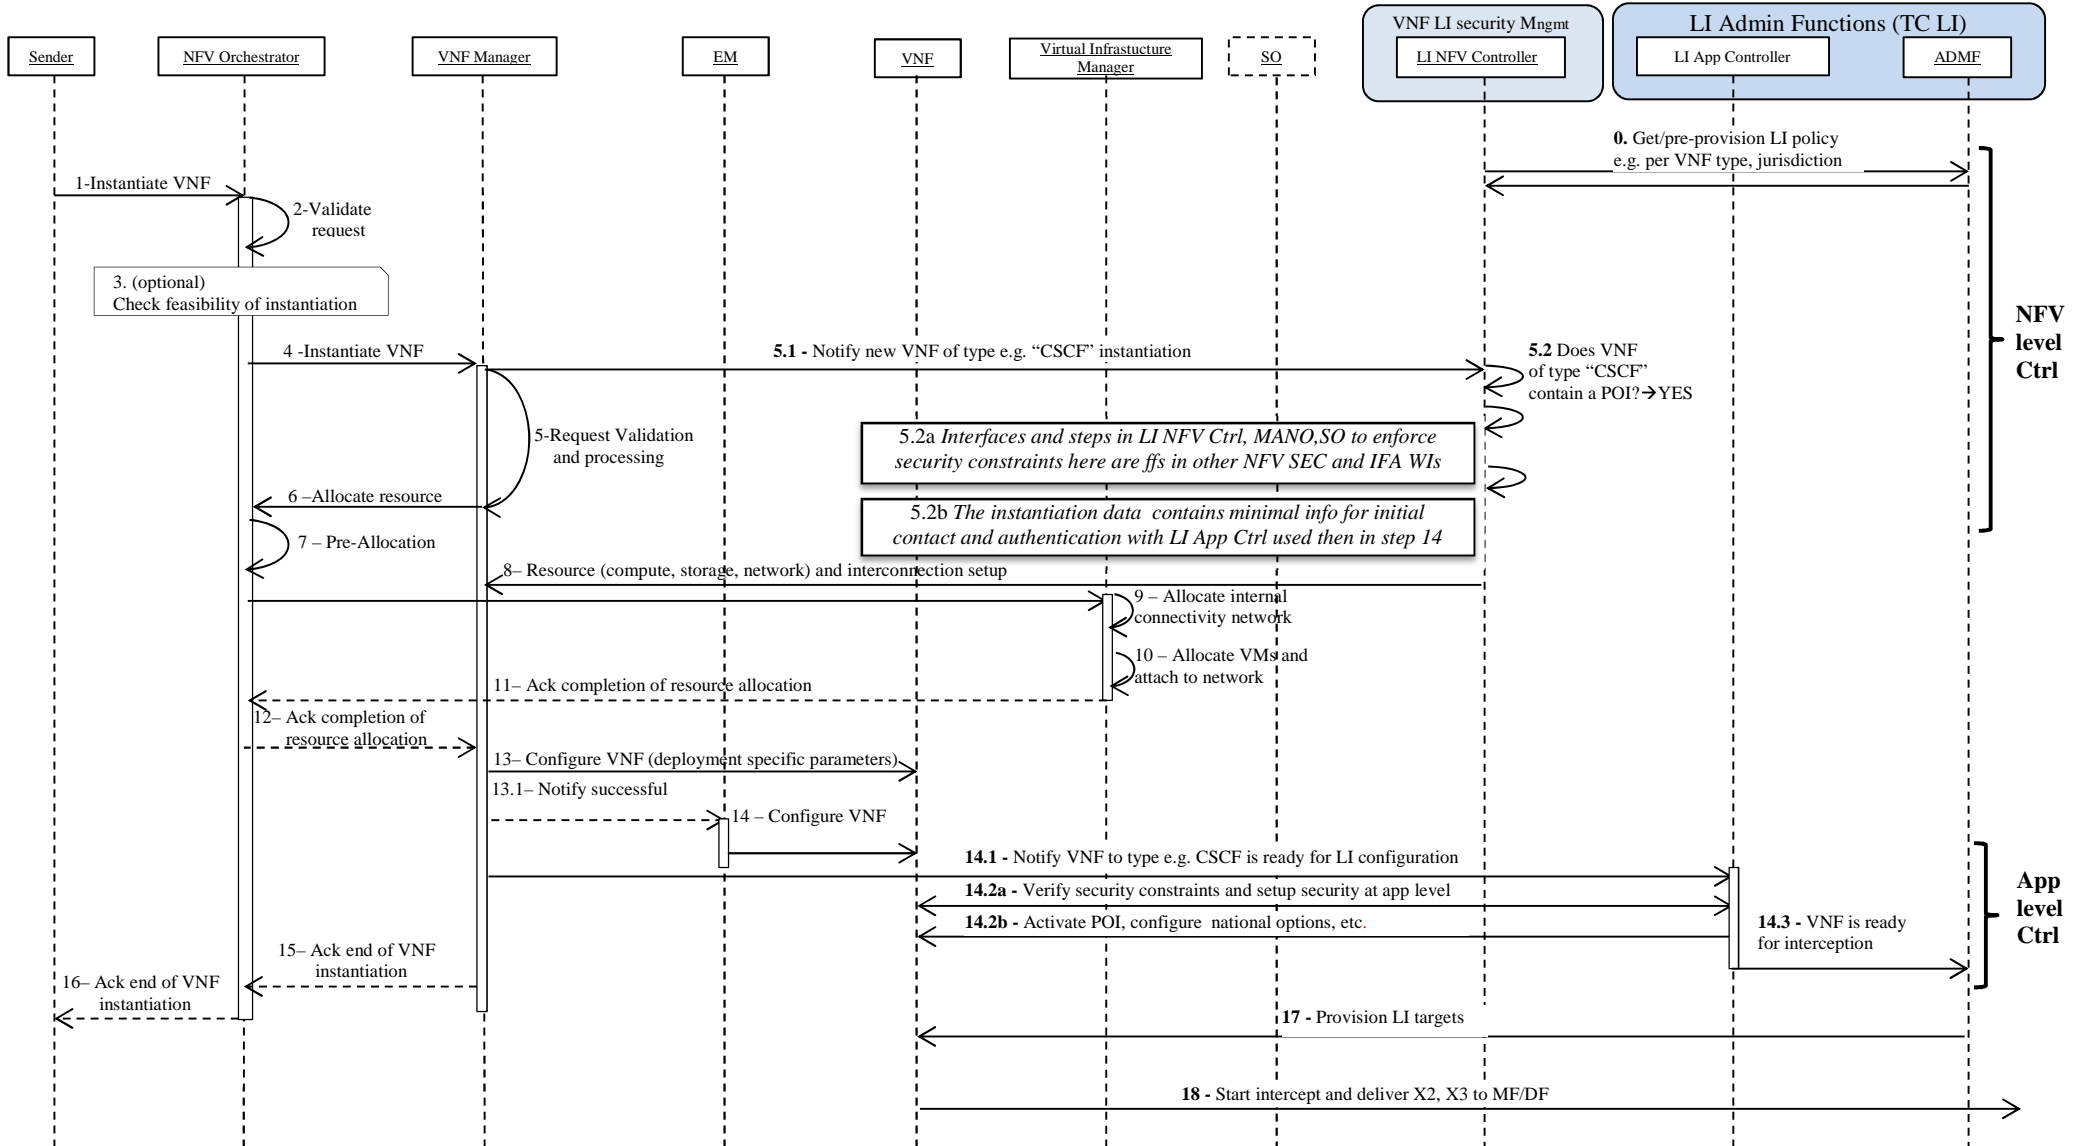 VNF LI security Mngmt
LI Admin Functions (TC LI)
Sender
NFV Orchestrator
VNF Manager
EM
VNF
Virtual Infrastucture
Manager
SO
LI NFV Controller
LI App Controller
ADMF
0. Get/pre-provision LI policy
e.g. per VNF type, jurisdiction
1-Instantiate VNF
2-Validate
request
3. (optional)
Check feasibility of instantiation
NFV
level
Ctrl
4 -Instantiate VNF
5.1 - Notify new VNF of type e.g. “CSCF” instantiation
5.2 Does VNF
of type “CSCF”
contain a POI?→YES
5-Request Validation
and processing
5.2a Interfaces and steps in LI NFV Ctrl, MANO,SO to enforce
security constraints here are ffs in other NFV SEC and IFA WIs
6 –Allocate resource
5.2b The instantiation data contains minimal info for initial
contact and authentication with LI App Ctrl used then in step 14
7 – Pre-Allocation
8– Resource (compute, storage, network) and interconnection setup
9 – Allocate internal
connectivity network
10 – Allocate VMs and
attach to network
11– Ack completion of resource allocation
12– Ack completion of
resource allocation
13– Configure VNF (deployment specific parameters)
13.1– Notify successful
14 – Configure VNF
14.1 - Notify VNF to type e.g. CSCF is ready for LI configuration
14.2a - Verify security constraints and setup security at app level
14.2b - Activate POI, configure national options, etc.
14.3 - VNF is ready
for interception
App
level
Ctrl
15– Ack end of VNF
instantiation
16– Ack end of VNF
instantiation
17 - Provision LI targets
18 - Start intercept and deliver X2, X3 to MF/DF